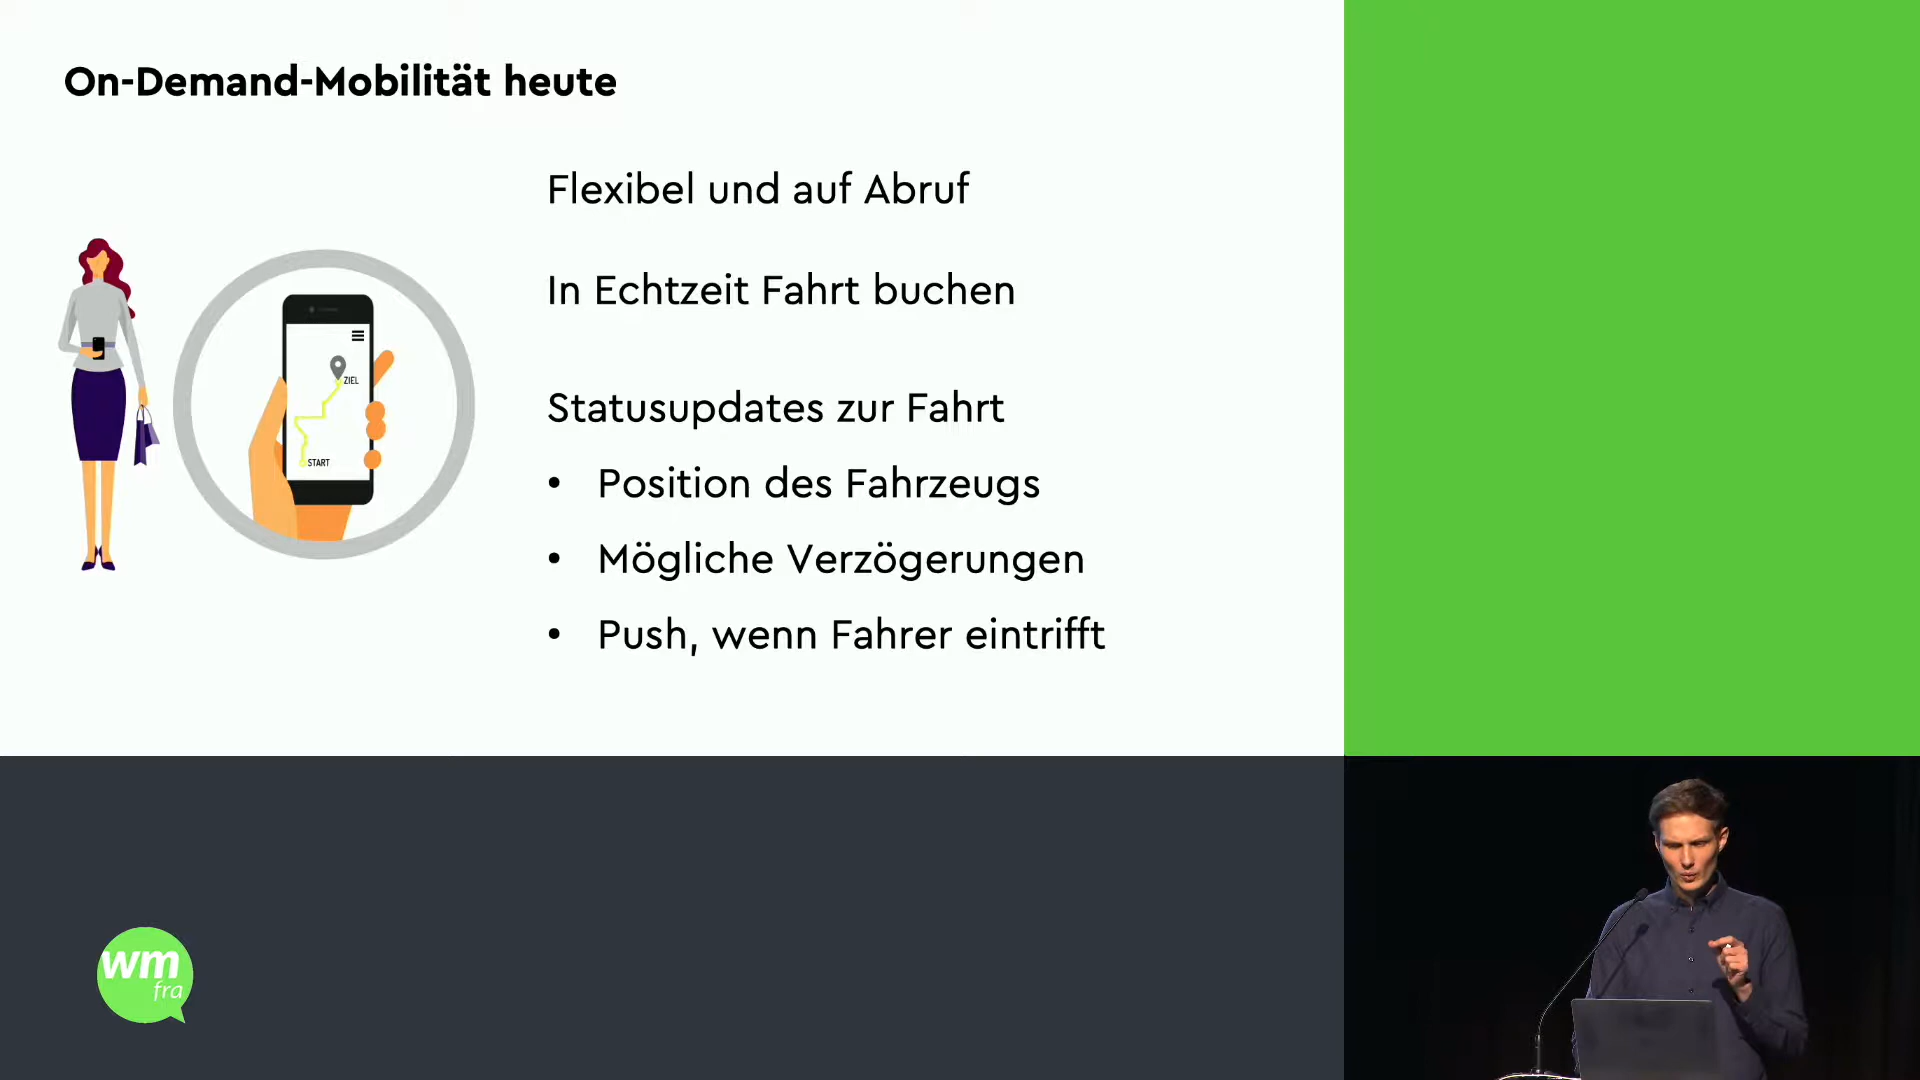 On-Demand-Mobilität heute
Flexibel und auf Abruf
In Echtzeit Fahrt buchen
ZIEL
START
Statusupdates zur Fahrt
• Position des Fahrzeugs
• Mögliche Verzögerungen
• Push, wenn Fahrer eintrifft
wm
fra